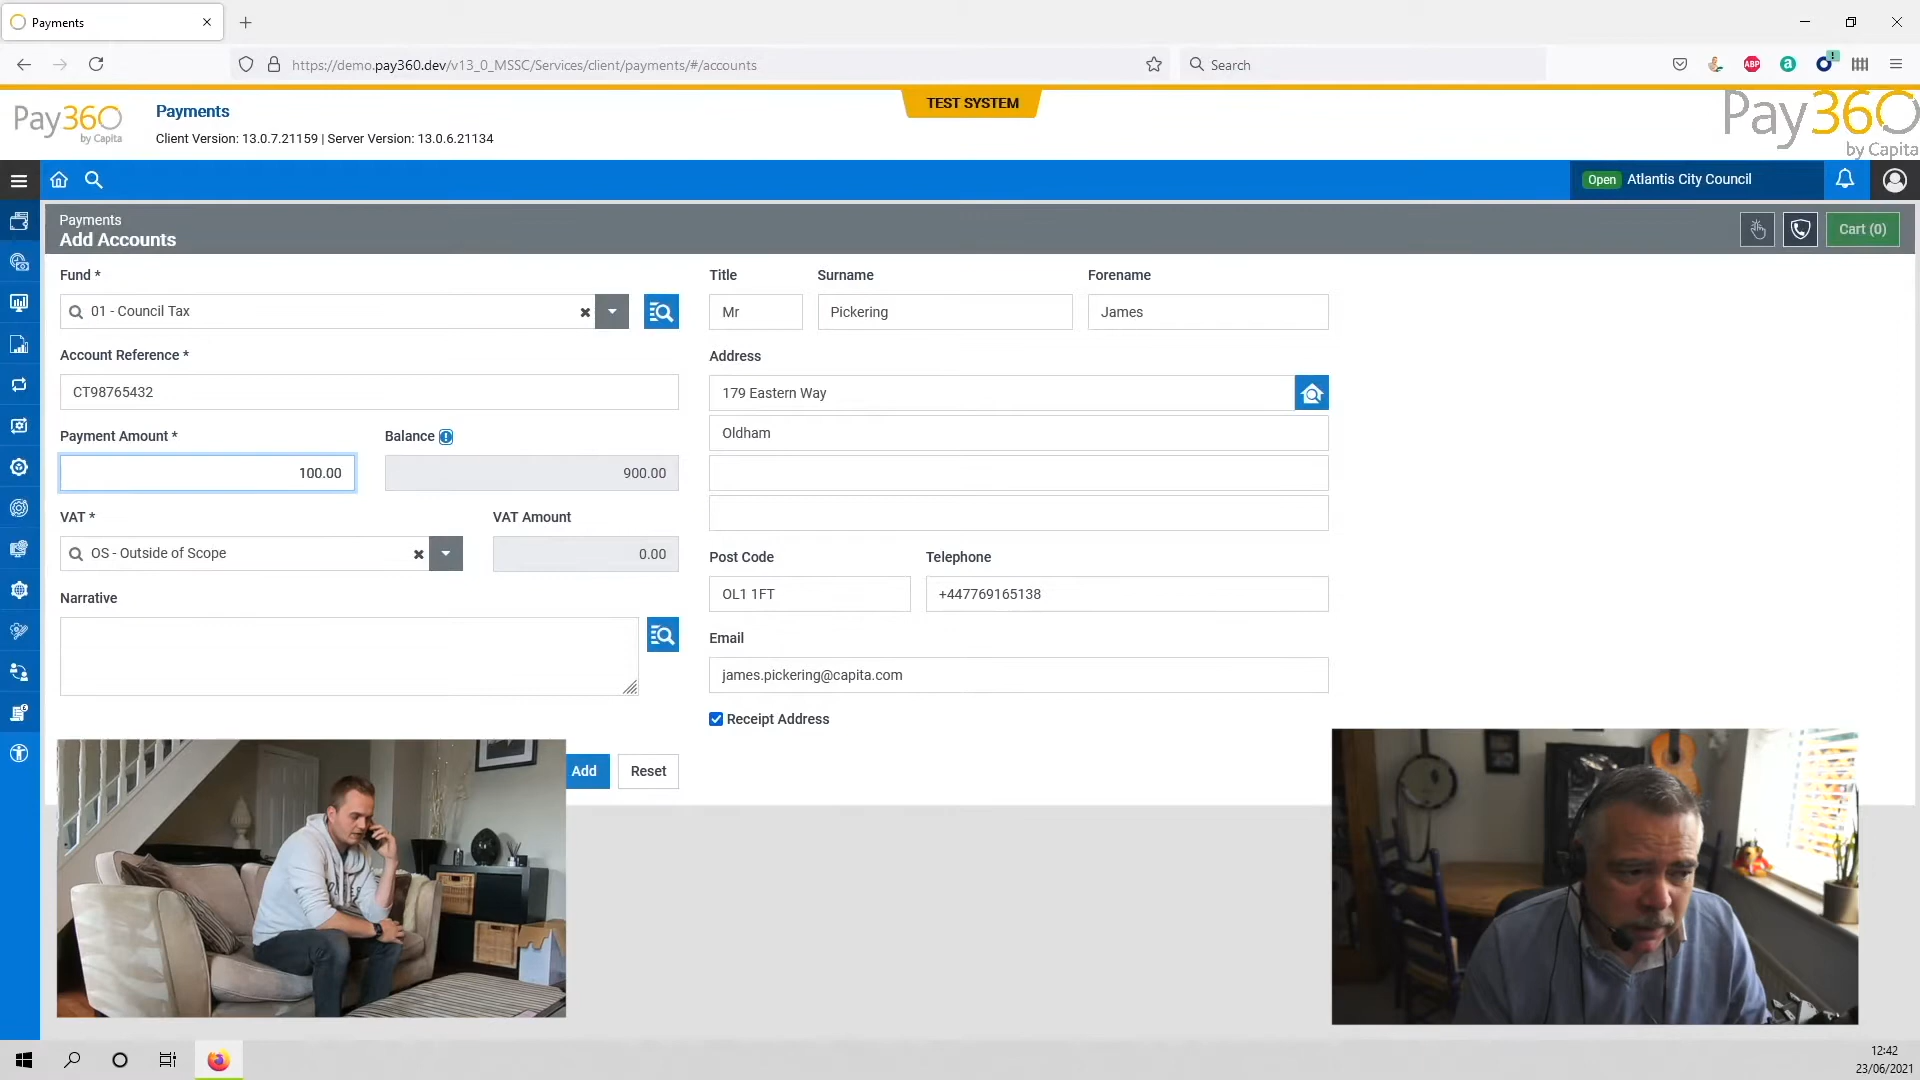 Payments
https://demo.pay360.dev/v13_0_MSSC/Services/client/payments/#/accounts
Search
ABP
a
Pay360
by Capita
Payments
Client Version: 13.0.7.21159 | Server Version: 13.0.6.21134
TEST SYSTEM
Pay360
by Capita
Open Atlantis City Council
Payments
Add Accounts
Cart (0)
Fund *
01 - Council Tax
Account Reference *
CT98765432
Payment Amount *
Balance
100.00
900.00
VAT *
VAT Amount
OS - Outside of Scope
0.00
Narrative
Add
Reset
Title
Surname
Forename
Mr
Pickering
James
Address
179 Eastern Way
Oldham
Post Code
Telephone
OL1 1FT
+447769165138
Email
james.pickering@capita.com
Receipt Address
12:42
23/06/2021